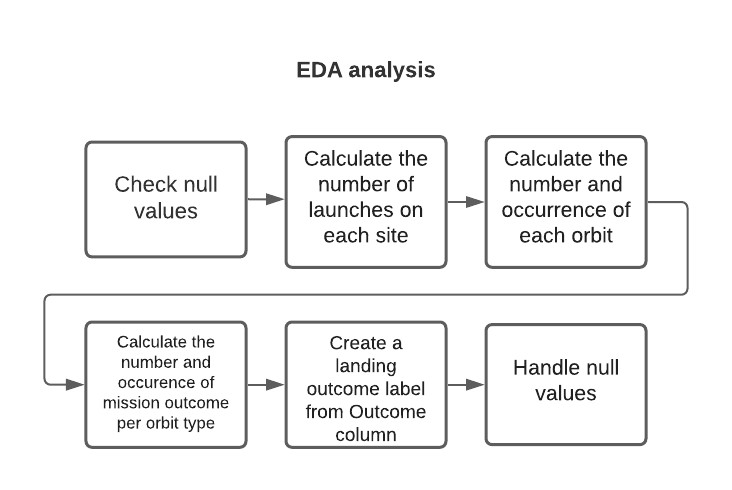 EDA analysis
Check null
values
Calculate the
number of
launches on
each site
Calculate the
number and
occurrence of
each orbit
Calculate the
number and
occurence of
mission outcome
per orbit type
Create a
landing
outcome label
from Outcome
column
Handle null
values